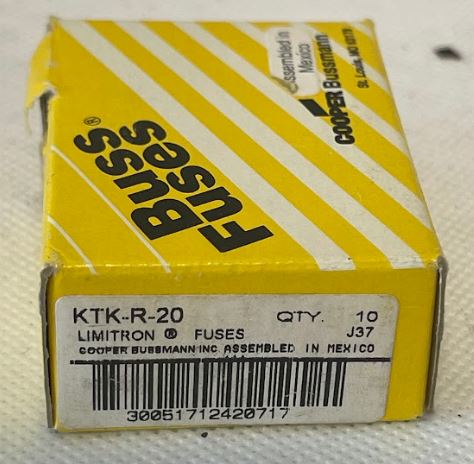 Assembled in
Mexico
COOPER Bussmann
St. Louis, MO 63178
Buss®
Fuses
KTK-R-20 QTY. 10
LIMITRON ® FUSES J37
COOPER BUSSMANN INC ASSEMBLED IN MEXICO
30051712420717